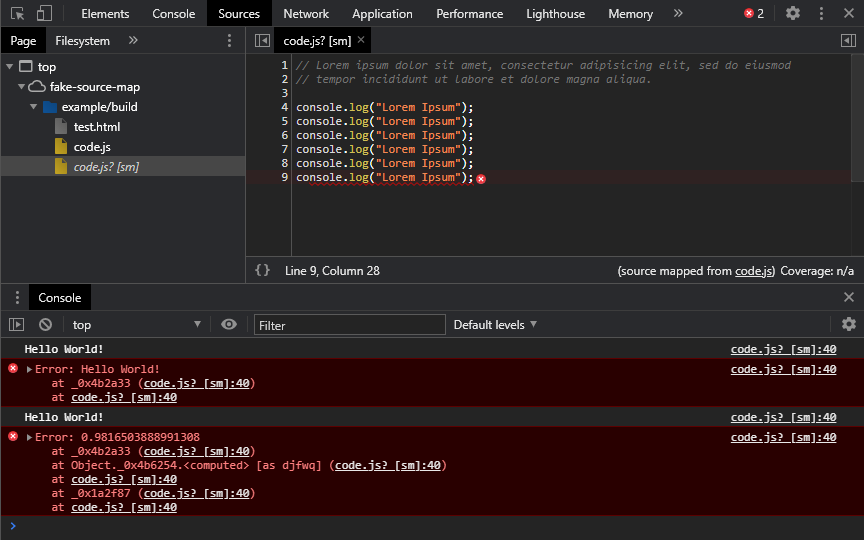 Elements Console Sources Network Application Performance Lighthouse Memory » 2
Page Filesystem »
code.js? [sm] ×
top
fake-source-map
example/build
test.html
code.js
code.js? [sm]
1 // Lorem ipsum dolor sit amet, consectetur adipisicing elit, sed do eiusmod
2 // tempor incididunt ut labore et dolore magna aliqua.
3
4 console.log("Lorem Ipsum");
5 console.log("Lorem Ipsum");
6 console.log("Lorem Ipsum");
7 console.log("Lorem Ipsum");
8 console.log("Lorem Ipsum");
9 console.log("Lorem Ipsum");
{} Line 9, Column 28 (source mapped from code.js) Coverage: n/a
Console
top Filter Default levels
Hello World! code.js? [sm]:40
Error: Hello World! code.js? [sm]:40
at _0x4b2a33 (code.js? [sm]:40)
at code.js? [sm]:40
Hello World! code.js? [sm]:40
Error: 0.9816503888991308 code.js? [sm]:40
at _0x4b2a33 (code.js? [sm]:40)
at Object._0x4b6254.<computed> [as djfwq] (code.js? [sm]:40)
at code.js? [sm]:40
at _0x1a2f87 (code.js? [sm]:40)
at code.js? [sm]:40
>